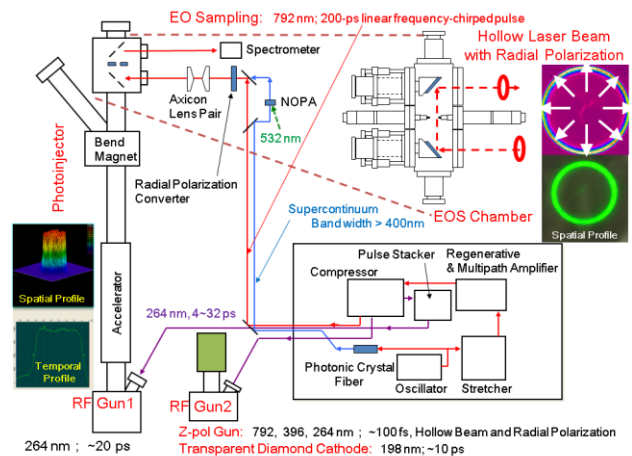 EO Sampling: 792 nm; 200-ps linear frequency-chirped pulse
Hollow Laser Beam
with Radial Polarization
Spectrometer
Axicon
Lens Pair
NOPA
532 nm
Bend
Magnet
Photoinjector
Radial Polarization
Converter
EOS Chamber
Spatial Profile
Supercontinuum
Band width > 400nm
Spatial Profile
Temporal
Profile
Accelerator
264 nm, 4~32 ps
Compressor
Pulse Stacker
Regenerative
& Multipath Amplifier
Photonic Crystal
Fiber
Oscillator
Stretcher
RF Gun1
RF Gun2
264 nm ; ~20 ps
Z-pol Gun: 792, 396, 264 nm ; ~100 fs, Hollow Beam and Radial Polarization
Transparent Diamond Cathode: 198 nm; ~10 ps